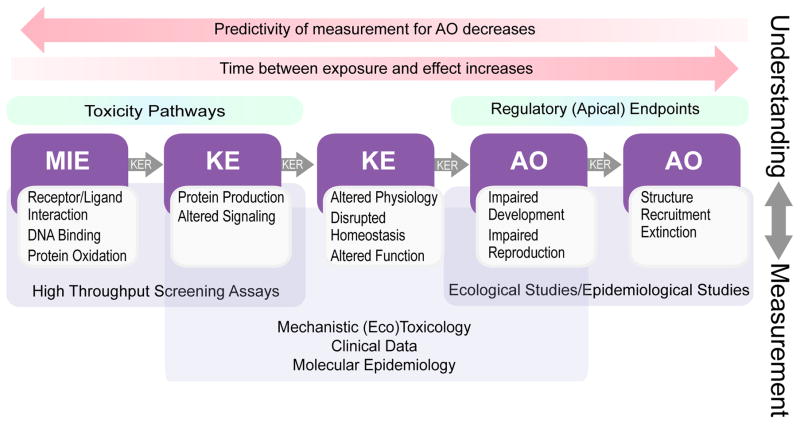 Predictivity of measurement for AO decreases
Time between exposure and effect increases
Toxicity Pathways
Regulatory (Apical) Endpoints
MIE
KER
KE
KER
KE
KER
AO
KER
AO
Receptor/Ligand
Interaction
DNA Binding
Protein Oxidation
Protein Production
Altered Signaling
Altered Physiology
Disrupted
Homeostasis
Altered Function
Impaired
Development
Impaired
Reproduction
Structure
Recruitment
Extinction
High Throughput Screening Assays
Ecological Studies/Epidemiological Studies
Mechanistic (Eco)Toxicology
Clinical Data
Molecular Epidemiology
Understanding
Measurement